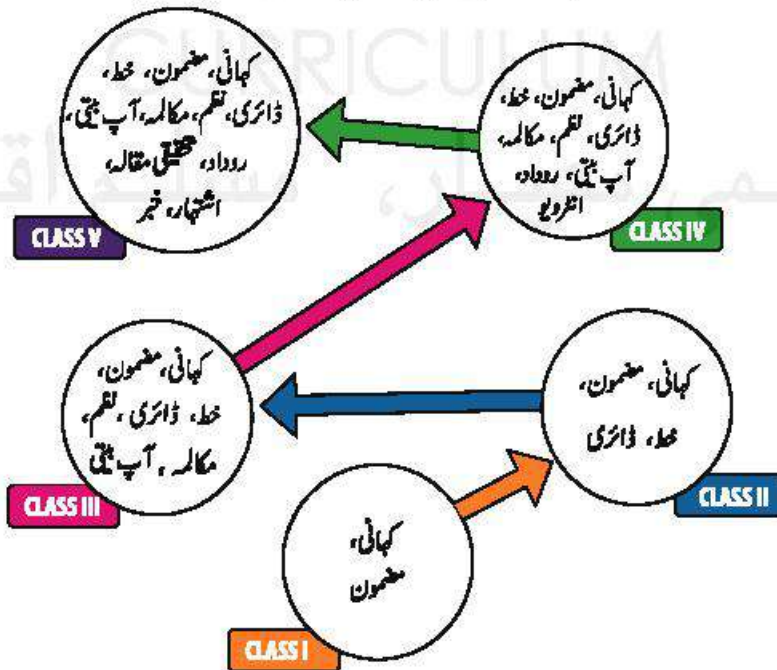 CURRICULUM
کہانی، مضمون، خط،
ڈائری، نظم، مکالمہ، آپ بیتی،
روداد، تحقیقی مقالہ،
اشتہار، خبر
CLASS V
کہانی، مضمون، خط،
ڈائری، نظم، مکالمہ،
آپ بیتی، روداد،
انٹرویو
CLASS IV
کہانی، مضمون،
خط، ڈائری، نظم،
مکالمہ، آپ بیتی
CLASS III
کہانی، مضمون،
خط، ڈائری
CLASS II
کہانی،
مضمون
CLASS I